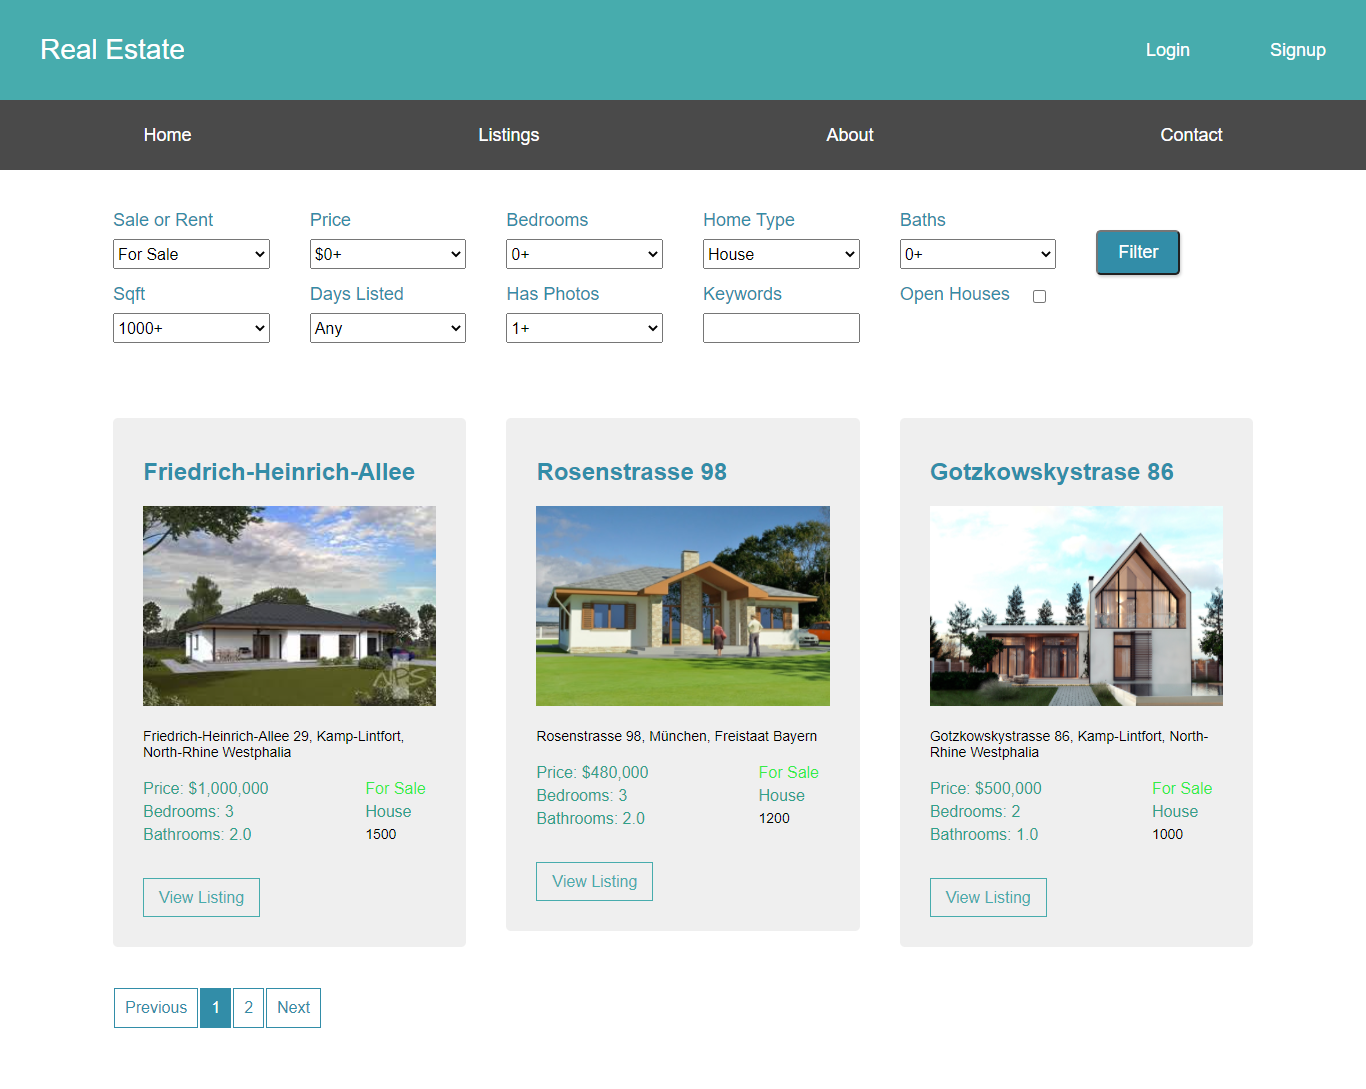 Real Estate
Login
Signup
Home
Listings
About
Contact
Sale or Rent
Price
Bedrooms
Home Type
Baths
For Sale
$0+
0+
House
0+
Filter
Sqft
Days Listed
Has Photos
Keywords
Open Houses
1000+
Any
1+
Friedrich-Heinrich-Allee
NPS
Friedrich-Heinrich-Allee 29, Kamp-Lintfort,
North-Rhine Westphalia
Price: $1,000,000
For Sale
Bedrooms: 3
House
Bathrooms: 2.0
1500
View Listing
Rosenstrasse 98
Rosenstrasse 98, München, Freistaat Bayern
Price: $480,000
For Sale
Bedrooms: 3
House
Bathrooms: 2.0
1200
View Listing
Gotzkowskystrase 86
Gotzkowskystrasse 86, Kamp-Lintfort, North-
Rhine Westphalia
Price: $500,000
For Sale
Bedrooms: 2
House
Bathrooms: 1.0
1000
View Listing
Previous
1
2
Next